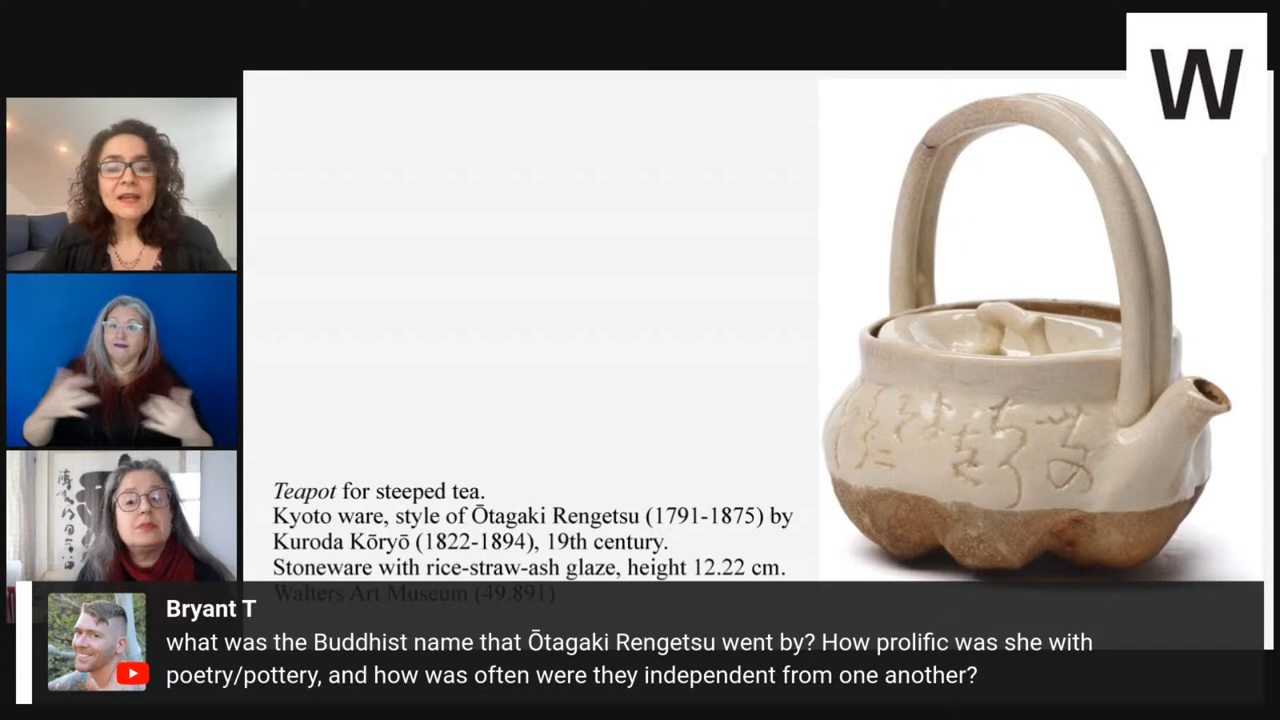 W
Teapot for steeped tea.
Kyoto ware, style of Ōtagaki Rengetsu (1791-1875) by
Kuroda Kōryō (1822-1894), 19th century.
Stoneware with rice-straw-ash glaze, height 12.22 cm.
Walters Art Museum (49.891)
Bryant T
what was the Buddhist name that Ōtagaki Rengetsu went by? How prolific was she with
poetry/pottery, and how was often were they independent from one another?